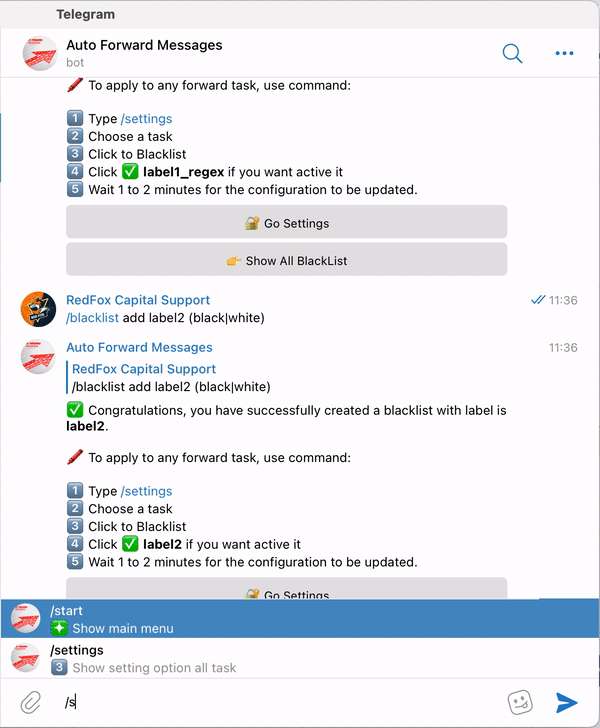 Telegram
Auto Forward Messages
bot
🖍 To apply to any forward task, use command:
1️⃣ Type /settings
2️⃣ Choose a task
3️⃣ Click to Blacklist
4️⃣ Click ✅ label1_regex if you want active it
5️⃣ Wait 1 to 2 minutes for the configuration to be updated.
🔐 Go Settings
👉 Show All BlackList
RedFox Capital Support 11:36
/blacklist add label2 (black|white)
Auto Forward Messages 11:36
RedFox Capital Support
/blacklist add label2 (black|white)
✅ Congratulations, you have successfully created a blacklist with label is
label2.
🖍 To apply to any forward task, use command:
1️⃣ Type /settings
2️⃣ Choose a task
3️⃣ Click to Blacklist
4️⃣ Click ✅ label2 if you want active it
5️⃣ Wait 1 to 2 minutes for the configuration to be updated.
🔐 Go Settings
/start
❇️ Show main menu
/settings
3️⃣ Show setting option all task
/s